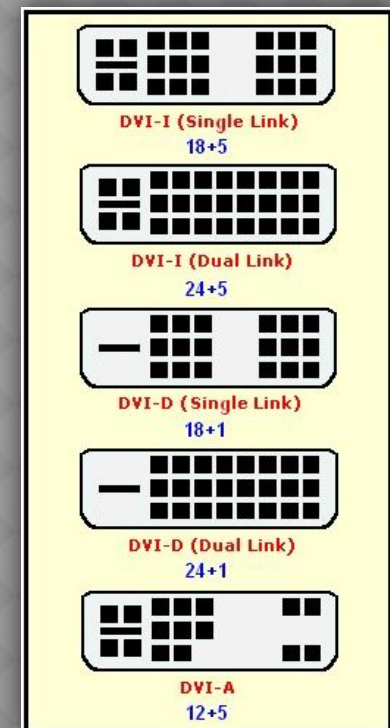 DVI-I (Single Link)
18+5
DVI-I (Dual Link)
24+5
DVI-D (Single Link)
18+1
DVI-D (Dual Link)
24+1
DVI-A
12+5